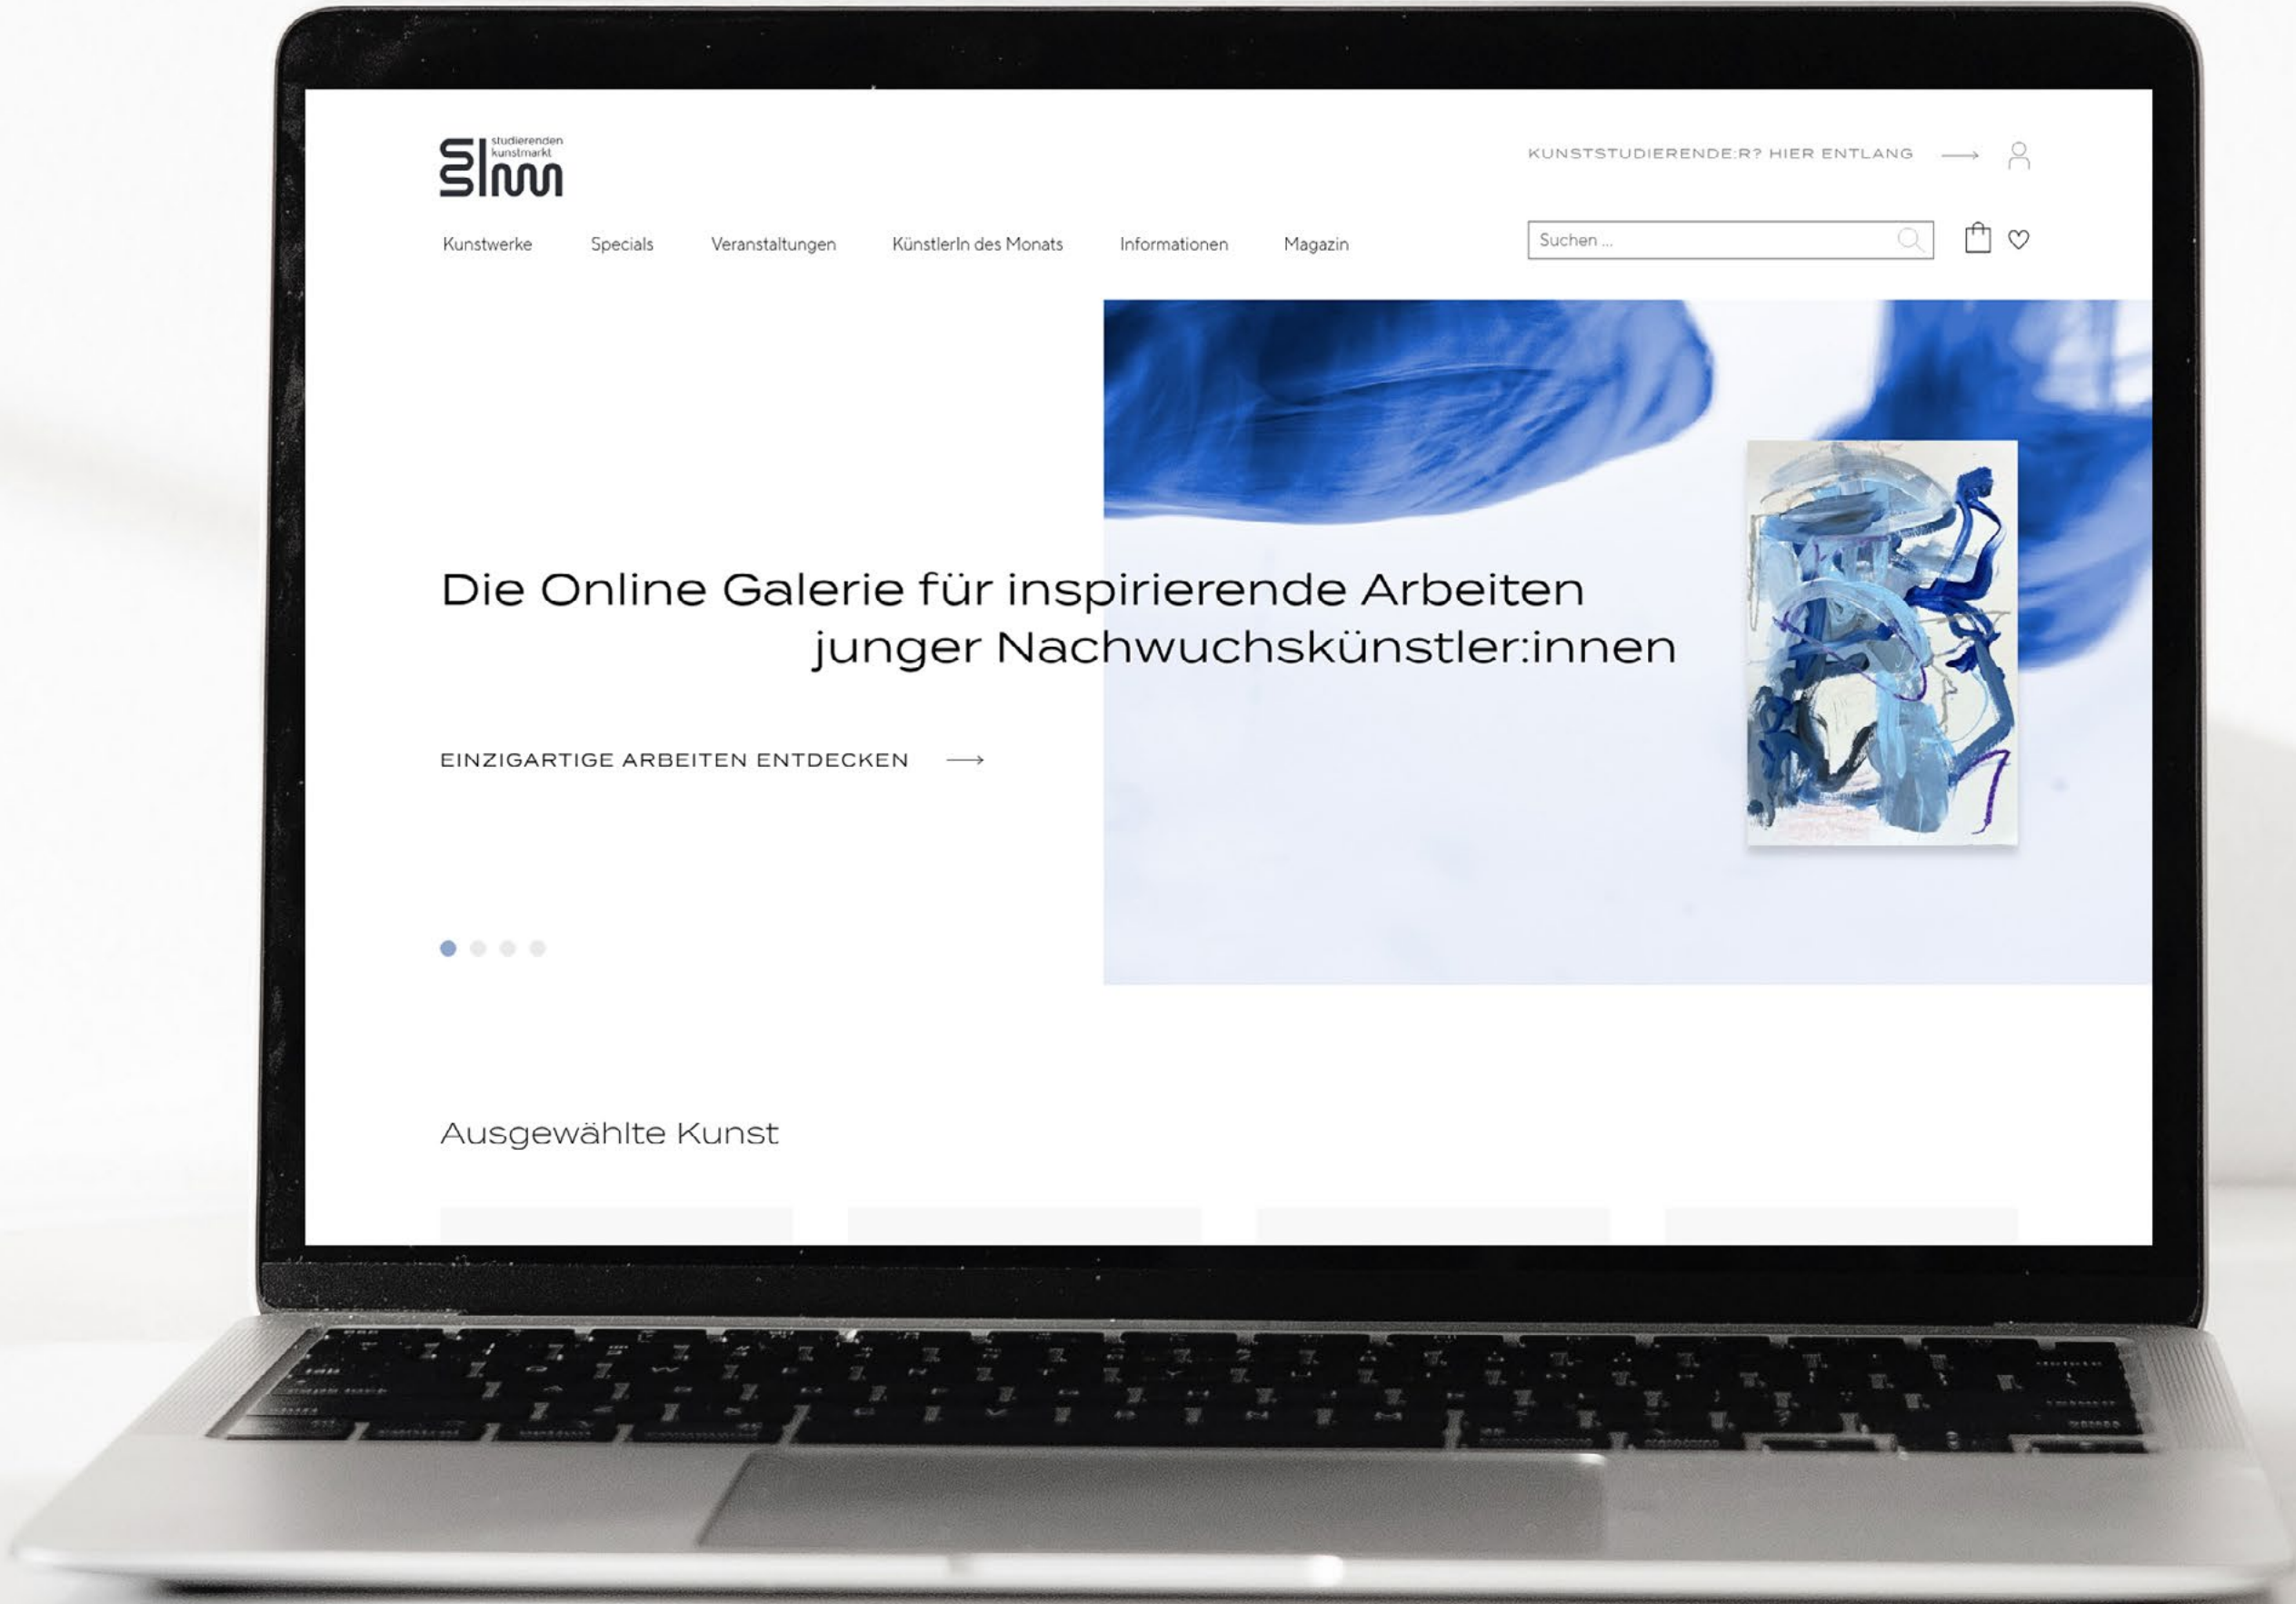 studierenden
kunstmarkt
KUNSTSTUDIERENDE:R? HIER ENTLANG
Kunstwerke
Specials
Veranstaltungen
KünstlerIn des Monats
Informationen
Magazin
Suchen ...
Die Online Galerie für inspirierende Arbeiten
junger Nachwuchskünstler:innen
EINZIGARTIGE ARBEITEN ENTDECKEN
Ausgewählte Kunst